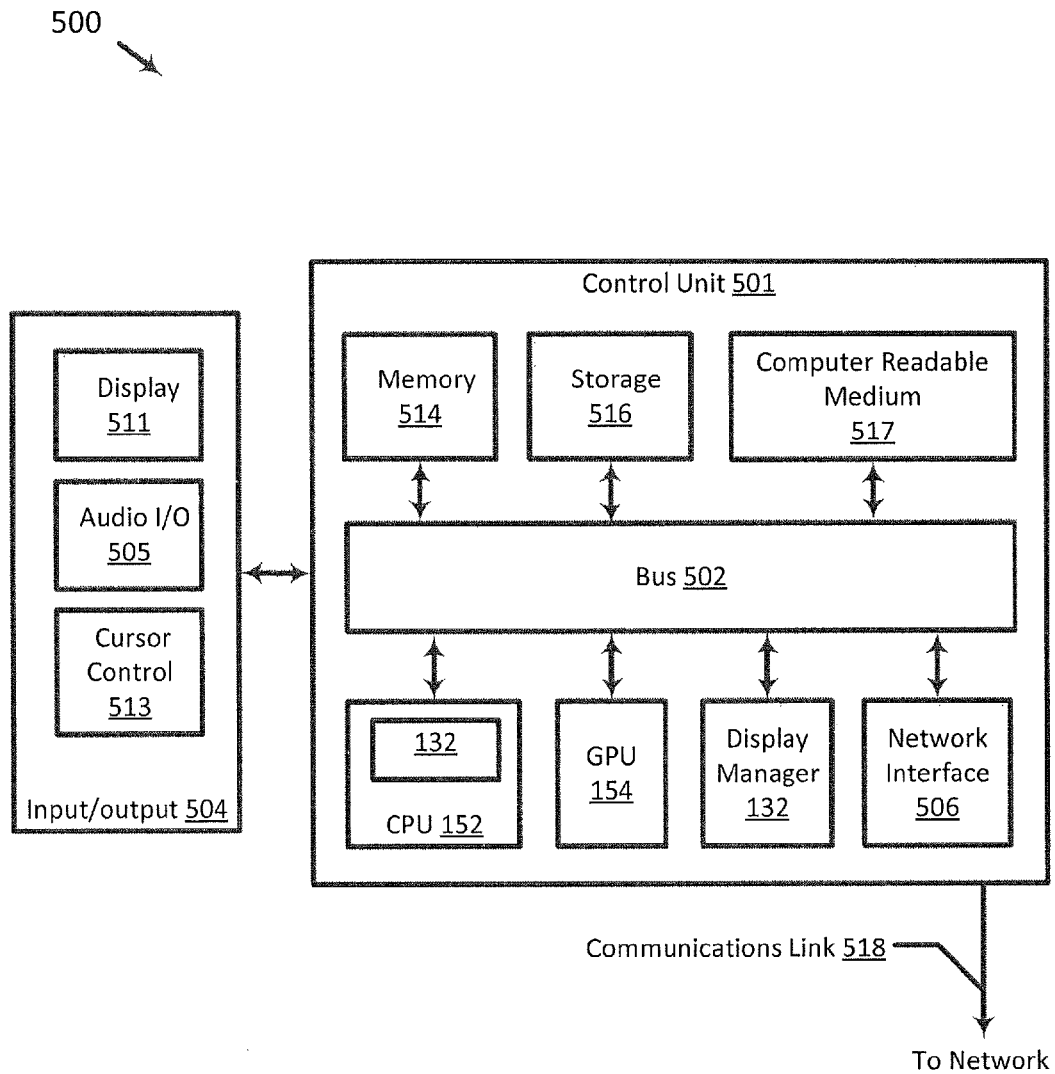 500
Control Unit 501
Display
511
Audio I/O
505
Cursor
Control
513
Input/output 504
Memory
514
Storage
516
Computer Readable
Medium
517
Bus 502
132
CPU 152
GPU
154
Display
Manager
132
Network
Interface
506
Communications Link 518
To Network